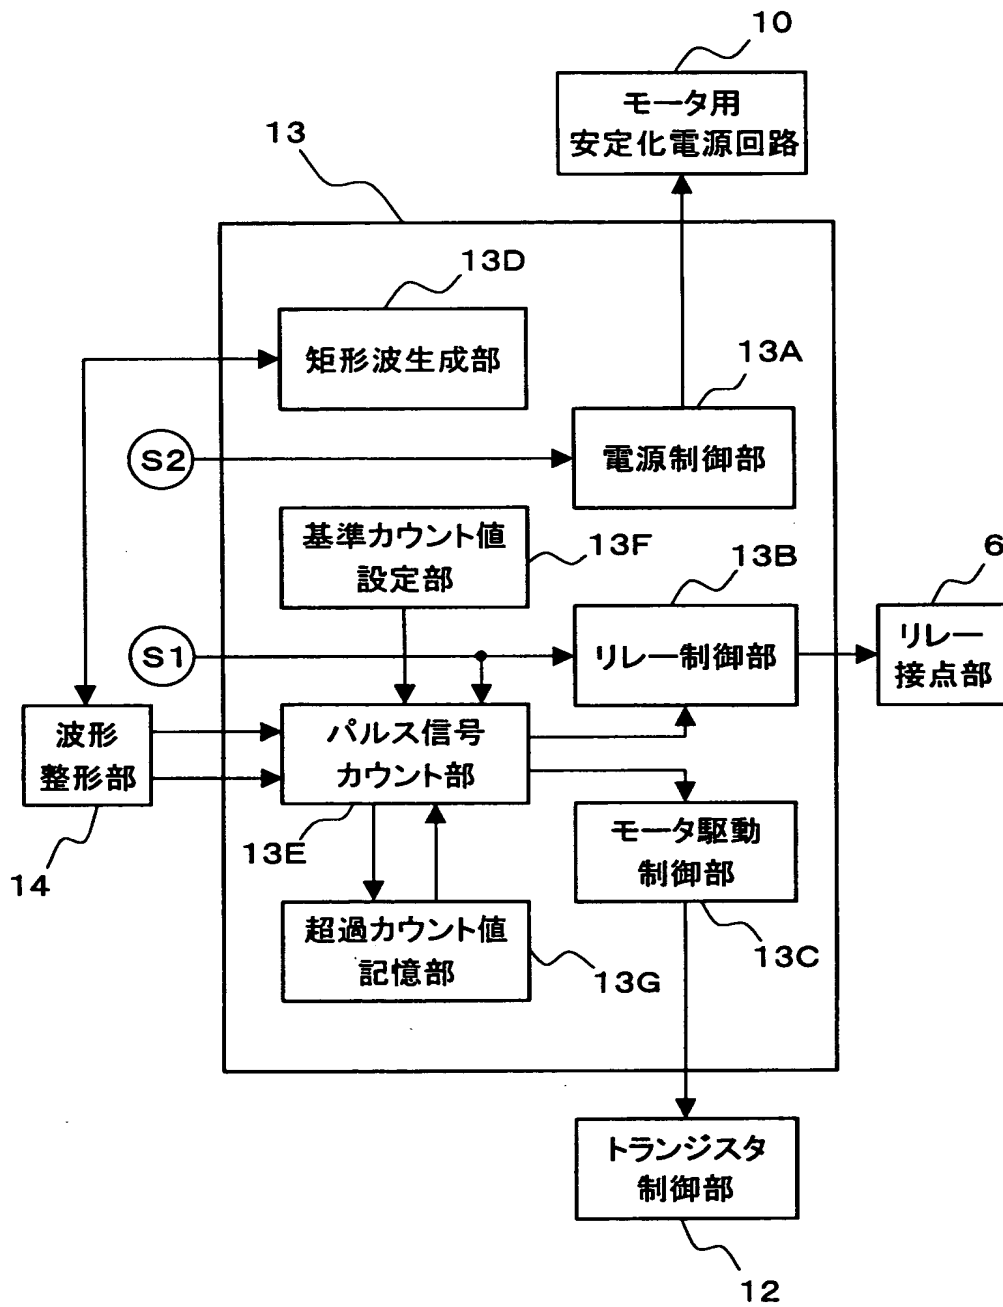 10
モータ用
安定化電源回路
13
13D
矩形波生成部
13A
電源制御部
S2
基準カウント値
設定部
13F
13B
6
S1
リレー制御部
リレー
接点部
波形
整形部
パルス信号
カウント部
13E
14
モータ駆動
制御部
超過カウント値
記憶部
13G
13C
トランジスタ
制御部
12